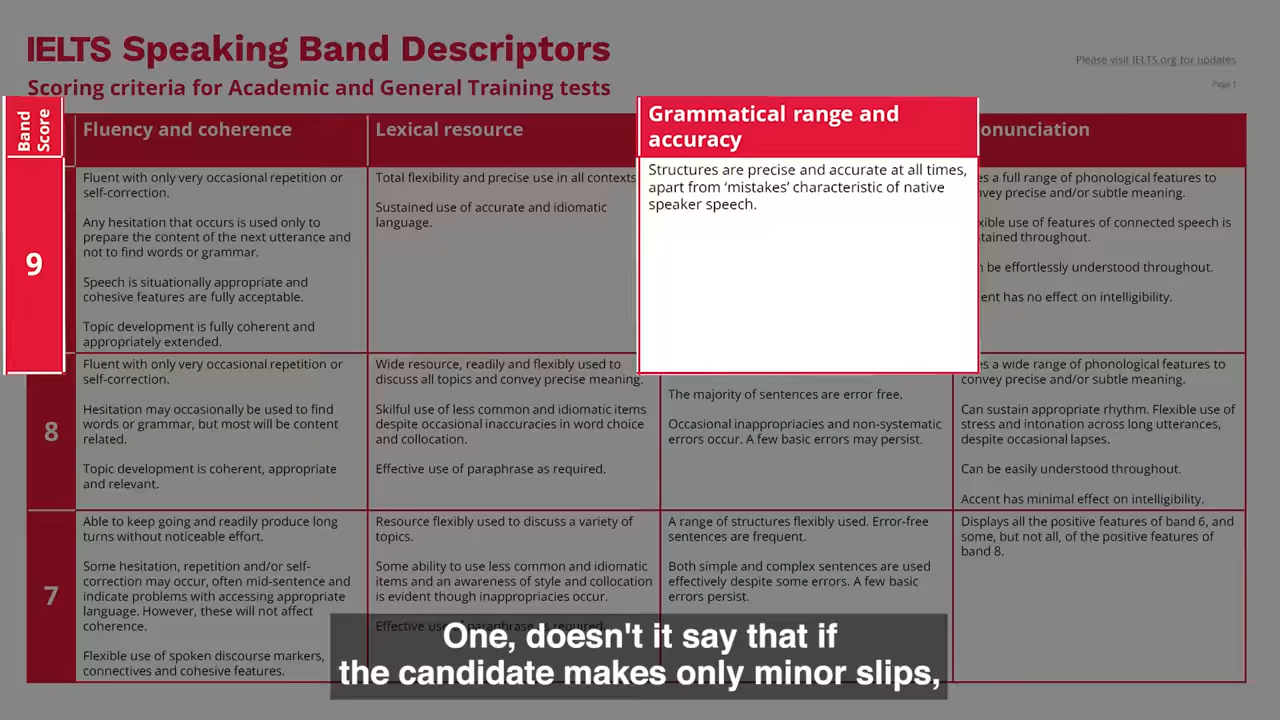 IELTS Speaking Band Descriptors
Please visit IELTS.org for updates
Scoring criteria for Academic and General Training tests
Page 1
Band
Score
Fluency and coherence
Lexical resource
Grammatical range and
accuracy
onunciation
9
Fluent with only very occasional repetition or
self-correction.
Any hesitation that occurs is used only to
prepare the content of the next utterance and
not to find words or grammar.
Speech is situationally appropriate and
cohesive features are fully acceptable.
Topic development is fully coherent and
appropriately extended.
Total flexibility and precise use in all contexts
Sustained use of accurate and idiomatic
language.
Structures are precise and accurate at all times,
apart from ‘mistakes’ characteristic of native
speaker speech.
es a full range of phonological features to
nvey precise and/or subtle meaning.
xible use of features of connected speech is
tained throughout.
n be effortlessly understood throughout.
ent has no effect on intelligibility.
8
Fluent with only very occasional repetition or
self-correction.
Hesitation may occasionally be used to find
words or grammar, but most will be content
related.
Topic development is coherent, appropriate
and relevant.
Wide resource, readily and flexibly used to
discuss all topics and convey precise meaning.
Skilful use of less common and idiomatic items
despite occasional inaccuracies in word choice
and collocation.
Effective use of paraphrase as required.
The majority of sentences are error free.
Occasional inappropriacies and non-systematic
errors occur. A few basic errors may persist.
es a wide range of phonological features to
convey precise and/or subtle meaning.
Can sustain appropriate rhythm. Flexible use of
stress and intonation across long utterances,
despite occasional lapses.
Can be easily understood throughout.
Accent has minimal effect on intelligibility.
7
Able to keep going and readily produce long
turns without noticeable effort.
Some hesitation, repetition and/or self-
correction may occur, often mid-sentence and
indicate problems with accessing appropriate
language. However, these will not affect
coherence.
Flexible use of spoken discourse markers,
connectives and cohesive features.
Resource flexibly used to discuss a variety of
topics.
Some ability to use less common and idiomatic
items and an awareness of style and collocation
is evident though inappropriacies occur.
Effective use of paraphrase as required.
A range of structures flexibly used. Error-free
sentences are frequent.
Both simple and complex sentences are used
effectively despite some errors. A few basic
errors persist.
Displays all the positive features of band 6, and
some, but not all, of the positive features of
band 8.
One, doesn't it say that if
the candidate makes only minor slips,